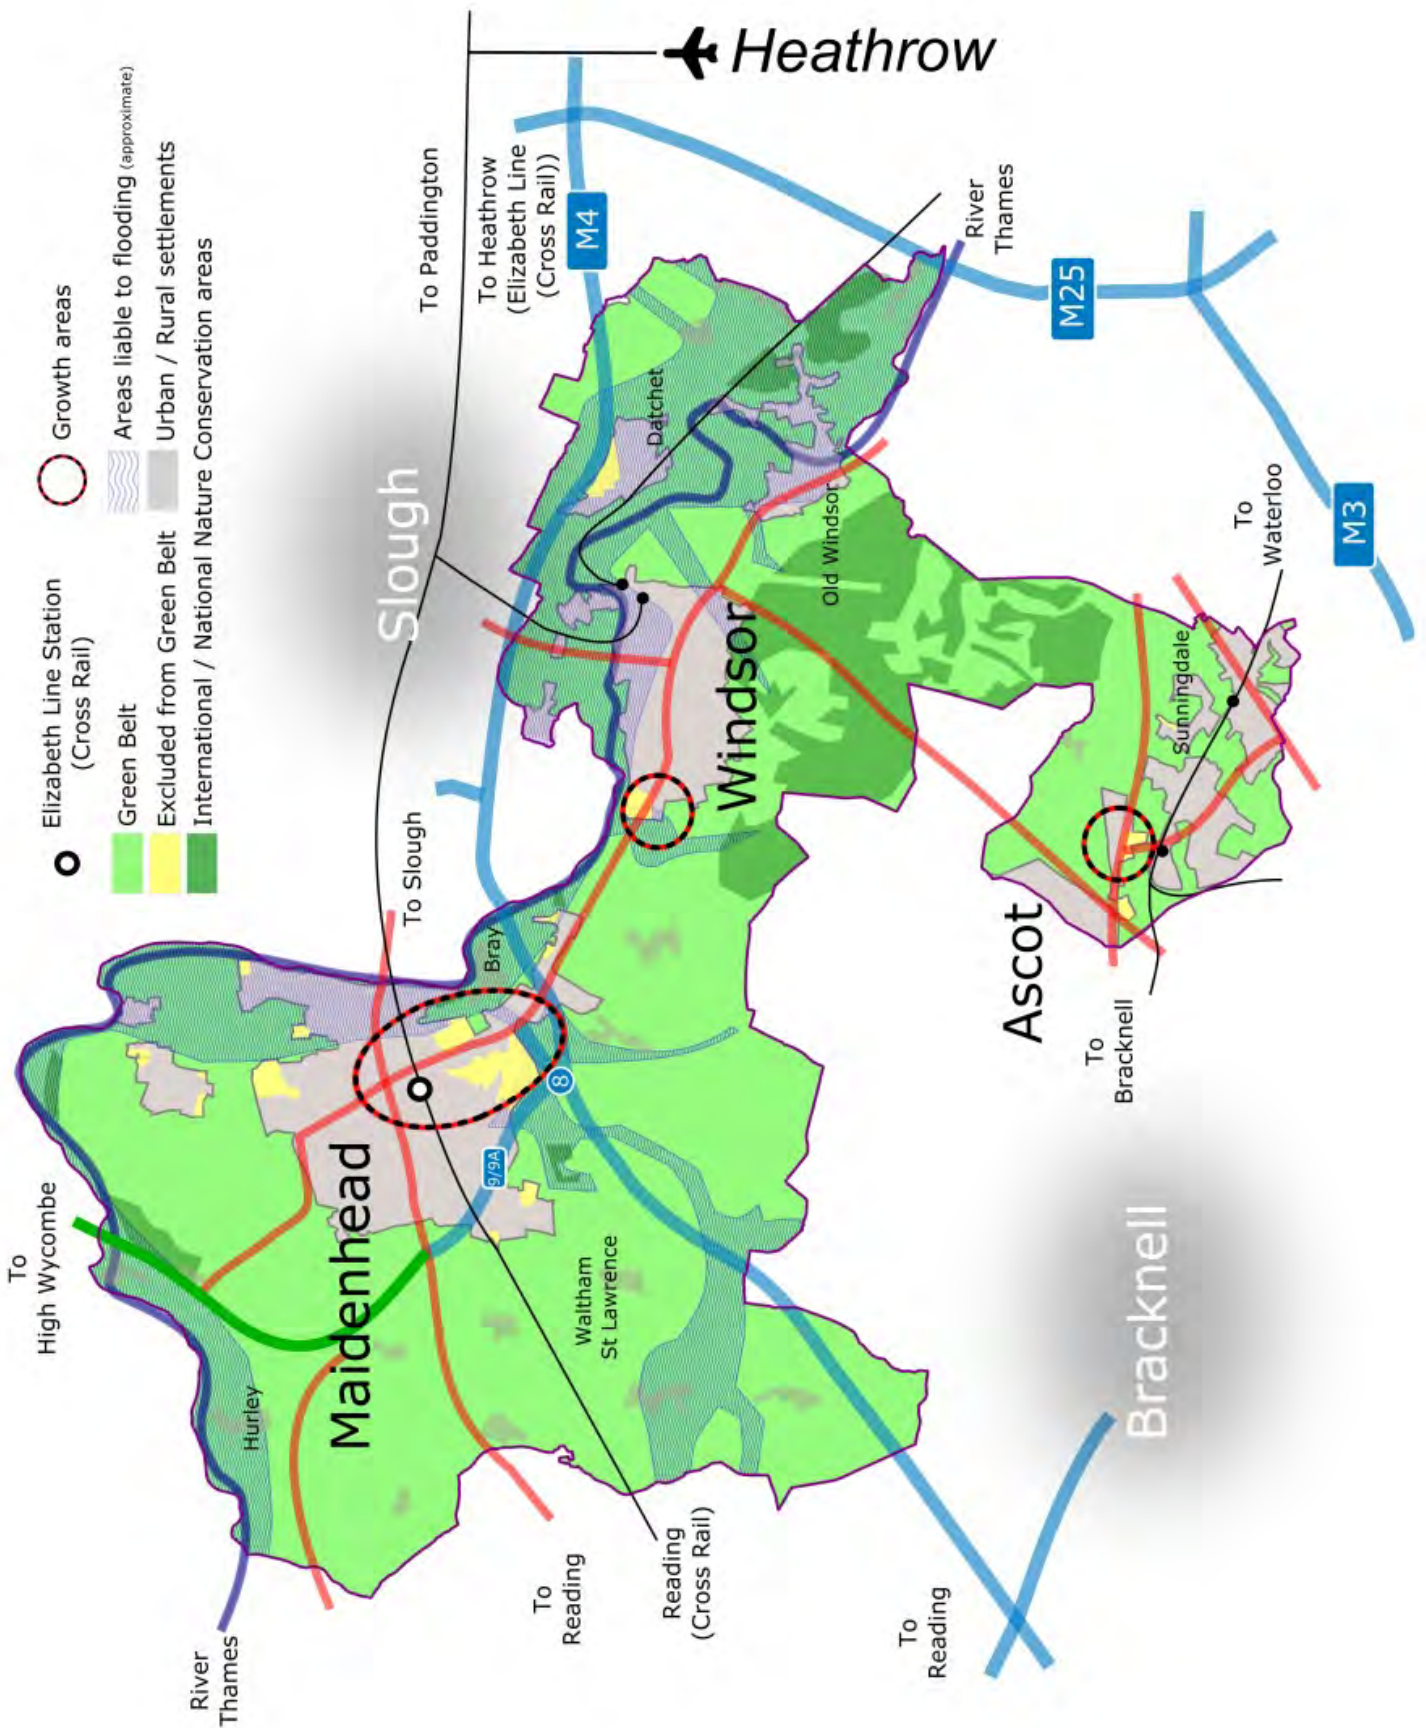 Elizabeth Line Station
(Cross Rail)
Growth areas
Green Belt
Areas liable to flooding (approximate)
Excluded from Green Belt
Urban / Rural settlements
International / National Nature Conservation areas
To
High Wycombe
River
Thames
Hurley
Maidenhead
To Slough
Slough
To Paddington
To Heathrow
(Elizabeth Line
(Cross Rail))
Heathrow
M4
Bray
8
9/9A
Datchet
River
Thames
To
Reading
Waltham
St Lawrence
Reading
(Cross Rail)
Windsor
Old Windsor
M25
To
Reading
Ascot
Sunningdale
To
Bracknell
To
Waterloo
Bracknell
M3